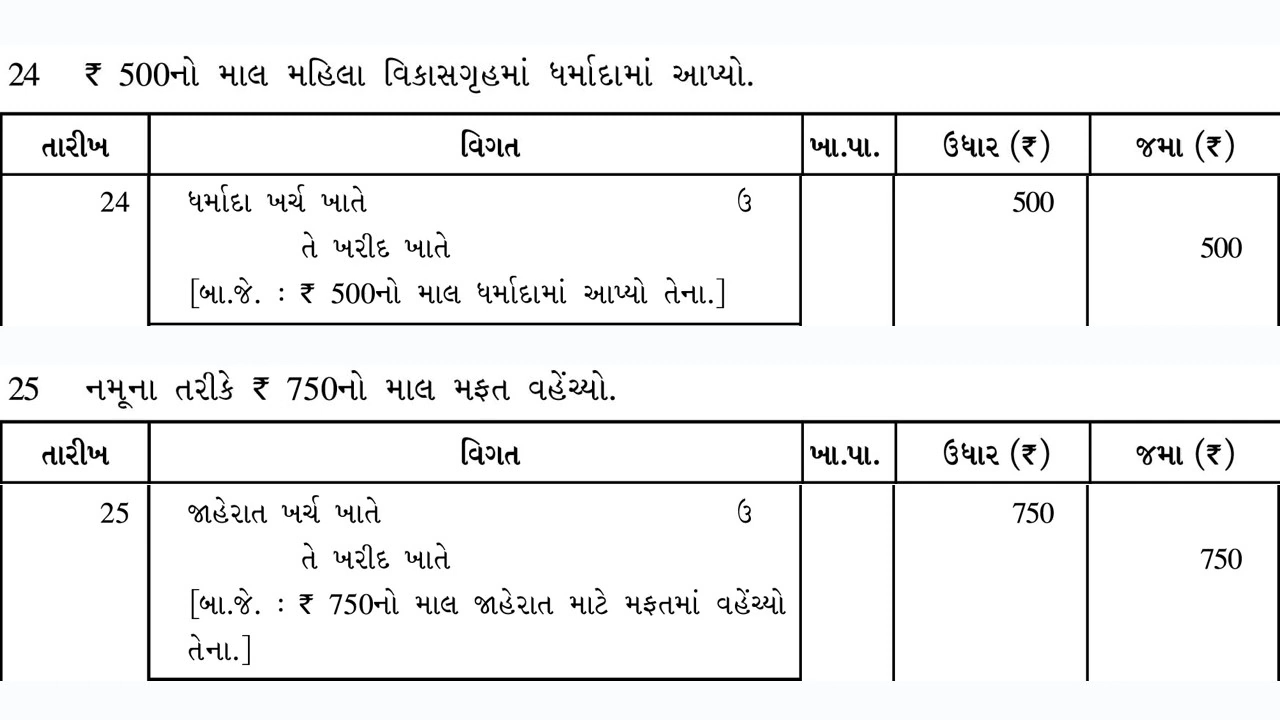 24 ₹ 500નો માલ મહિલા વિકાસગૃહમાં ધર્માદામાં આપ્યો.
તારીખ વિગત ખા.પા. ઉધાર (₹) જમા (₹)
24 ધર્માદા ખર્ચ ખાતે ઉ 500
તે ખરીદ ખાતે 500
[બા.જે. : ₹ 500નો માલ ધર્માદામાં આપ્યો તેના.]
25 નમૂના તરીકે ₹ 750નો માલ મફત વહેંચ્યો.
તારીખ વિગત ખા.પા. ઉધાર (₹) જમા (₹)
25 જાહેરાત ખર્ચ ખાતે ઉ 750
તે ખરીદ ખાતે 750
[બા.જે. : ₹ 750નો માલ જાહેરાત માટે મફતમાં વહેંચ્યો
તેના.]